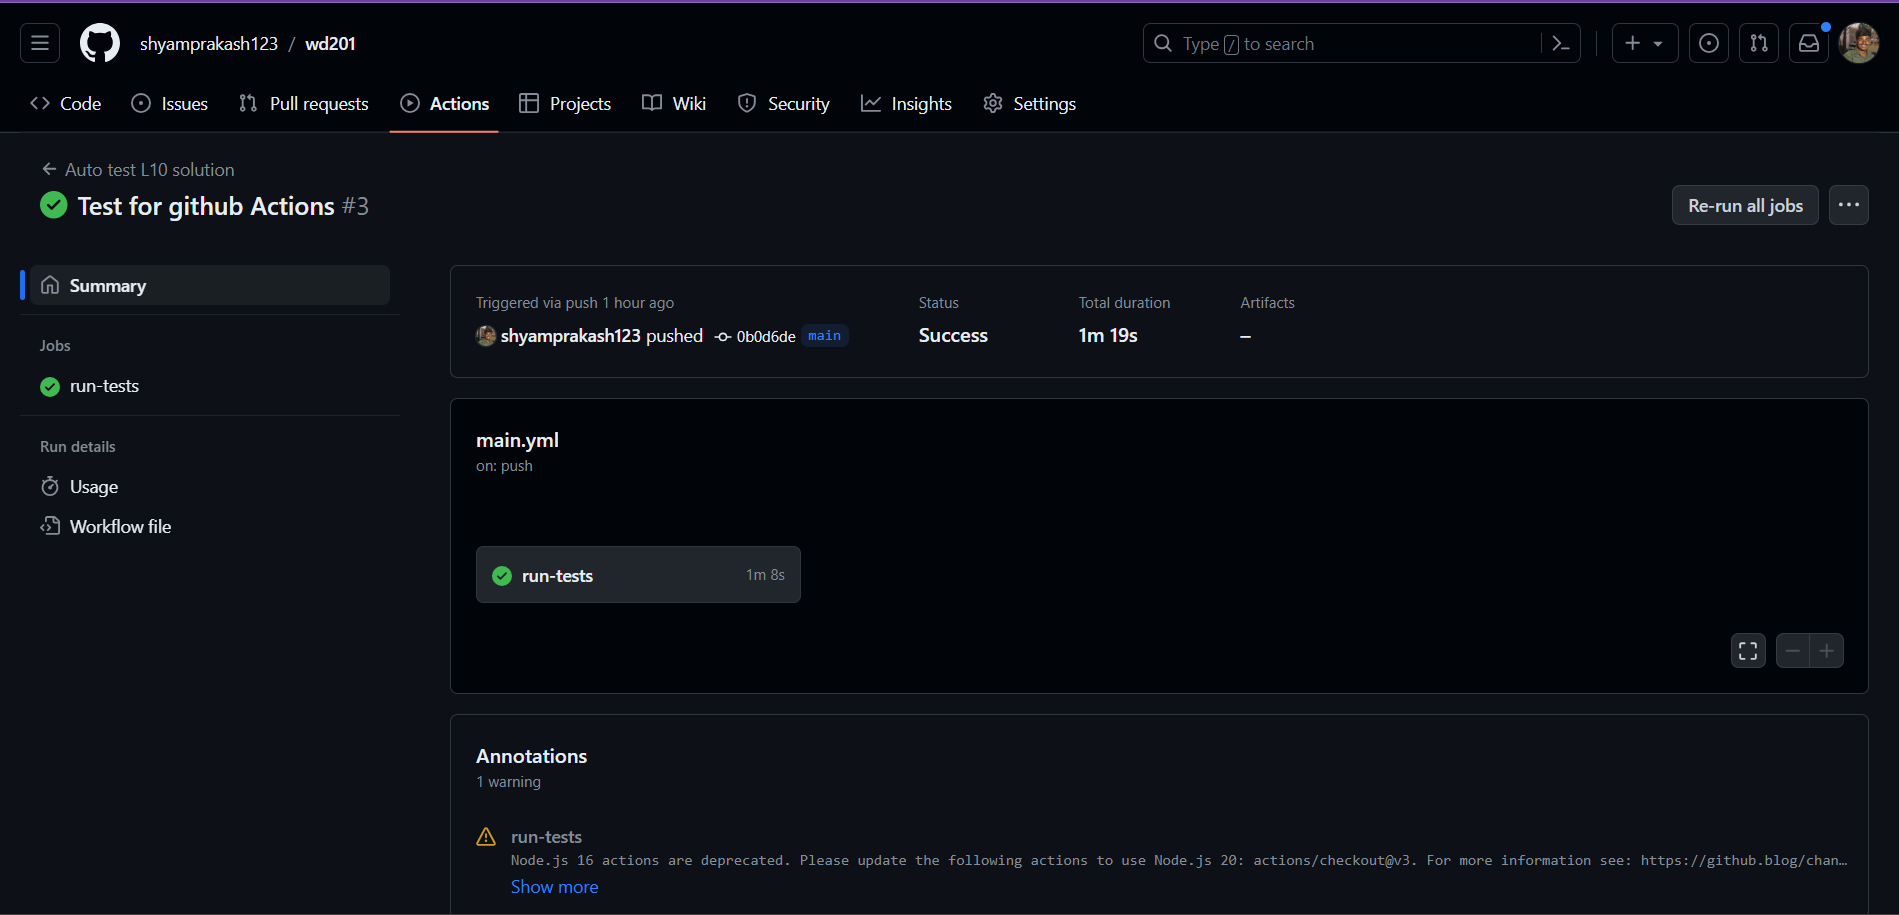 shyamprakash123 / wd201
Type / to search
Code Issues Pull requests Actions Projects Wiki Security Insights Settings
Auto test L10 solution
Test for github Actions #3
Re-run all jobs
Summary
Jobs
run-tests
Run details
Usage
Workflow file
Triggered via push 1 hour ago
shyamprakash123 pushed 0b0d6de main
Status
Success
Total duration
1m 19s
Artifacts
–
main.yml
on: push
run-tests 1m 8s
Annotations
1 warning
run-tests
Node.js 16 actions are deprecated. Please update the following actions to use Node.js 20: actions/checkout@v3. For more information see: https://github.blog/chan…
Show more